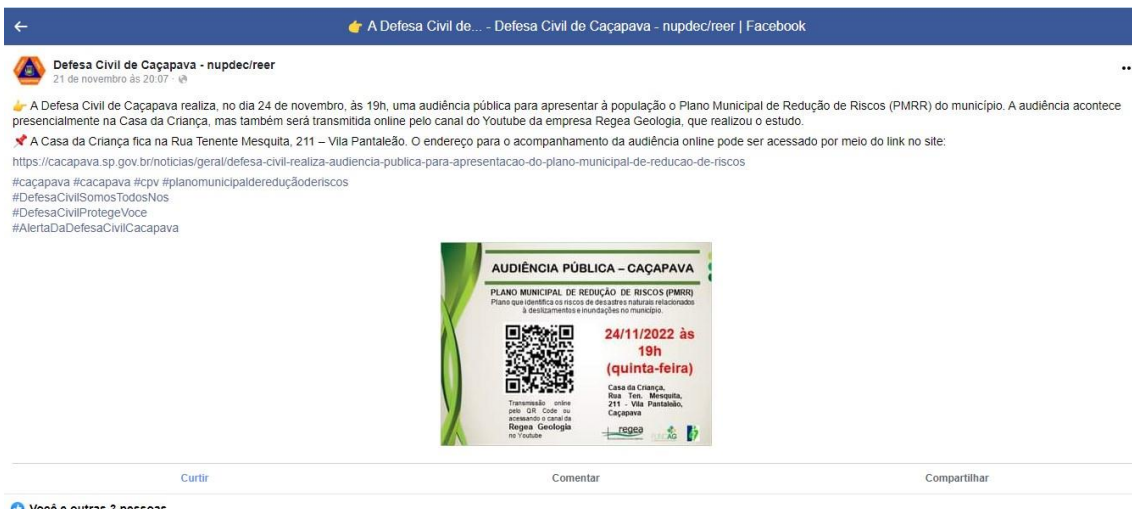 👉 A Defesa Civil de... - Defesa Civil de Caçapava - nupdec/reer | Facebook
Defesa Civil de Caçapava - nupdec/reer
21 de novembro às 20:07 ·
👉 A Defesa Civil de Caçapava realiza, no dia 24 de novembro, às 19h, uma audiência pública para apresentar à população o Plano Municipal de Redução de Riscos (PMRR) do município. A audiência acontece
presencialmente na Casa da Criança, mas também será transmitida online pelo canal do Youtube da empresa Regea Geologia, que realizou o estudo.
📌 A Casa da Criança fica na Rua Tenente Mesquita, 211 – Vila Pantaleão. O endereço para o acompanhamento da audiência online pode ser acessado por meio do link no site:
https://cacapava.sp.gov.br/noticias/geral/defesa-civil-realiza-audiencia-publica-para-apresentacao-do-plano-municipal-de-reducao-de-riscos
#caçapava #cacapava #cpv #planomunicipalderedução​deriscos
#DefesaCivilSomosTodosNos
#DefesaCivilProtegeVoce
#AlertaDaDefesaCivilCacapava
AUDIÊNCIA PÚBLICA – CAÇAPAVA
PLANO MUNICIPAL DE REDUÇÃO DE RISCOS (PMRR)
Plano que identifica os riscos de desastres naturais relacionados
à deslizamentos e inundações no município.
24/11/2022 às
19h
(quinta-feira)
Casa da Criança,
Rua Ten. Mesquita,
211 - Vila Pantaleão,
Caçapava
Transmissão online
pelo QR Code ou
acessando o canal da
Regea Geologia
no Youtube
regea
Curtir
Comentar
Compartilhar
Você e outras 2 pessoas